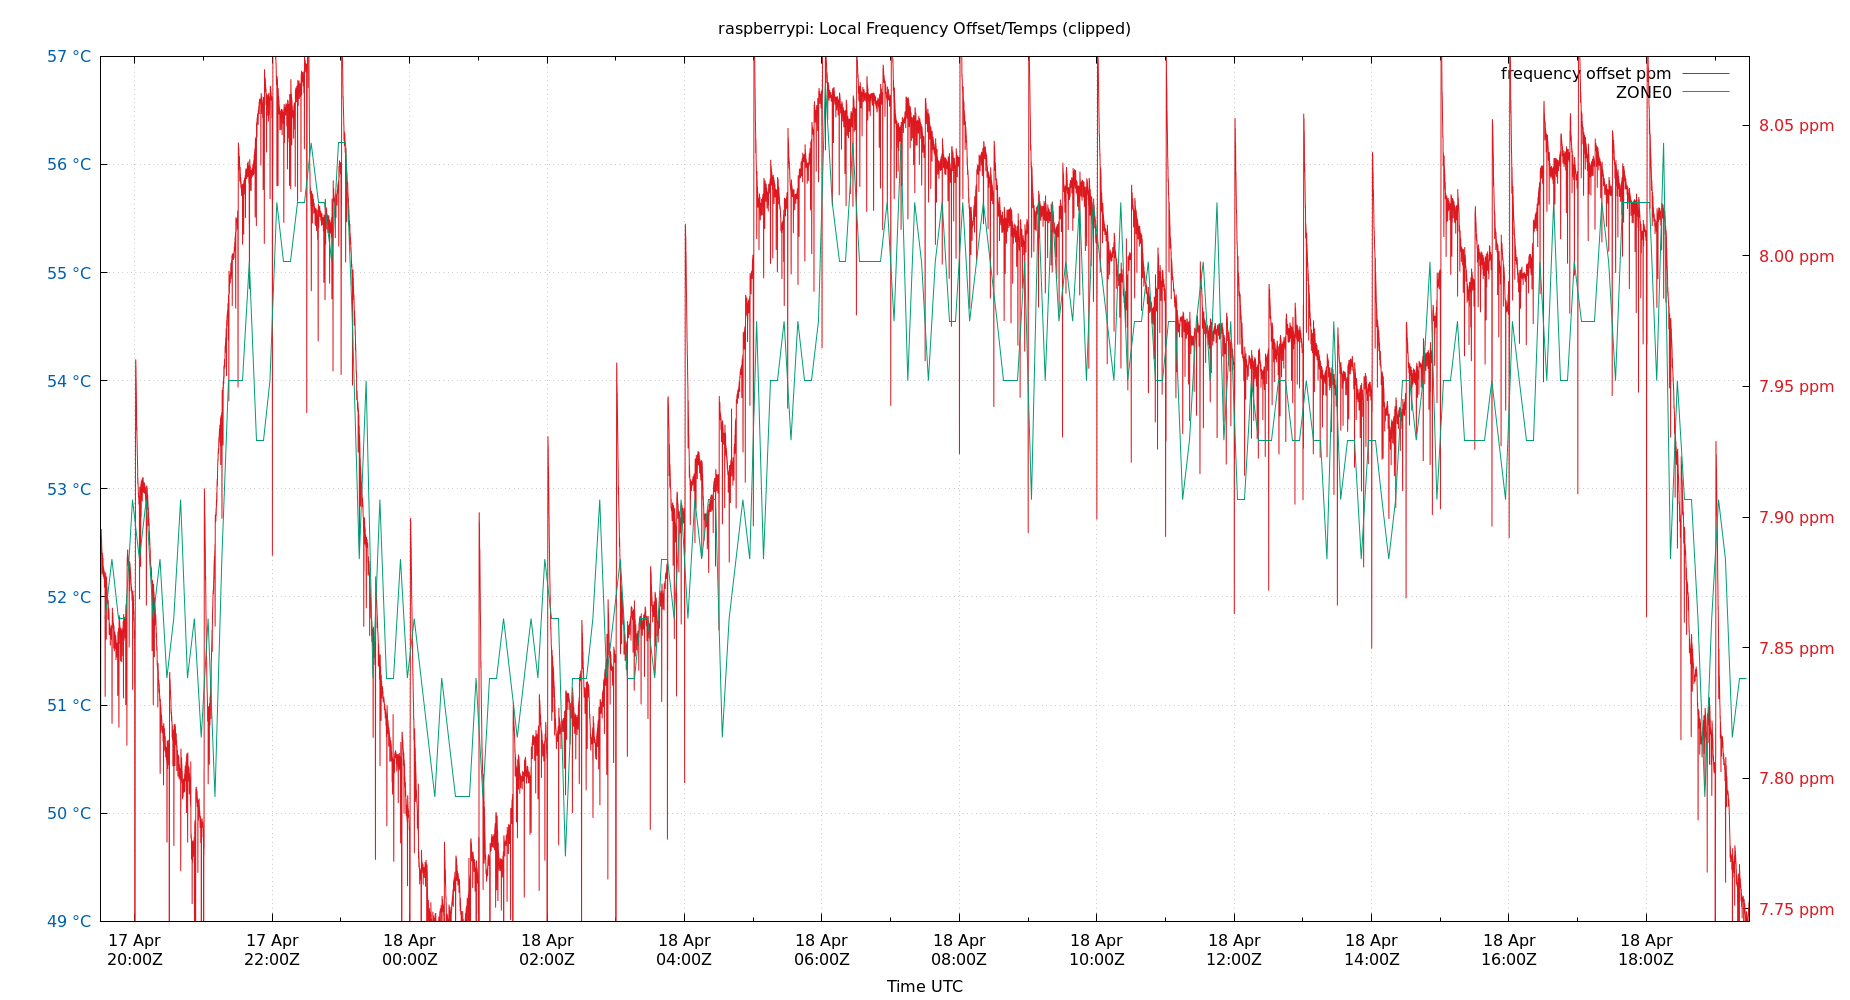 raspberrypi: Local Frequency Offset/Temps (clipped)
57 °C
56 °C
55 °C
54 °C
53 °C
52 °C
51 °C
50 °C
49 °C
frequency offset ppm
ZONE0
8.05 ppm
8.00 ppm
7.95 ppm
7.90 ppm
7.85 ppm
7.80 ppm
7.75 ppm
17 Apr 17 Apr 18 Apr 18 Apr 18 Apr 18 Apr 18 Apr 18 Apr 18 Apr 18 Apr 18 Apr 18 Apr
20:00Z 22:00Z 00:00Z 02:00Z 04:00Z 06:00Z 08:00Z 10:00Z 12:00Z 14:00Z 16:00Z 18:00Z
Time UTC